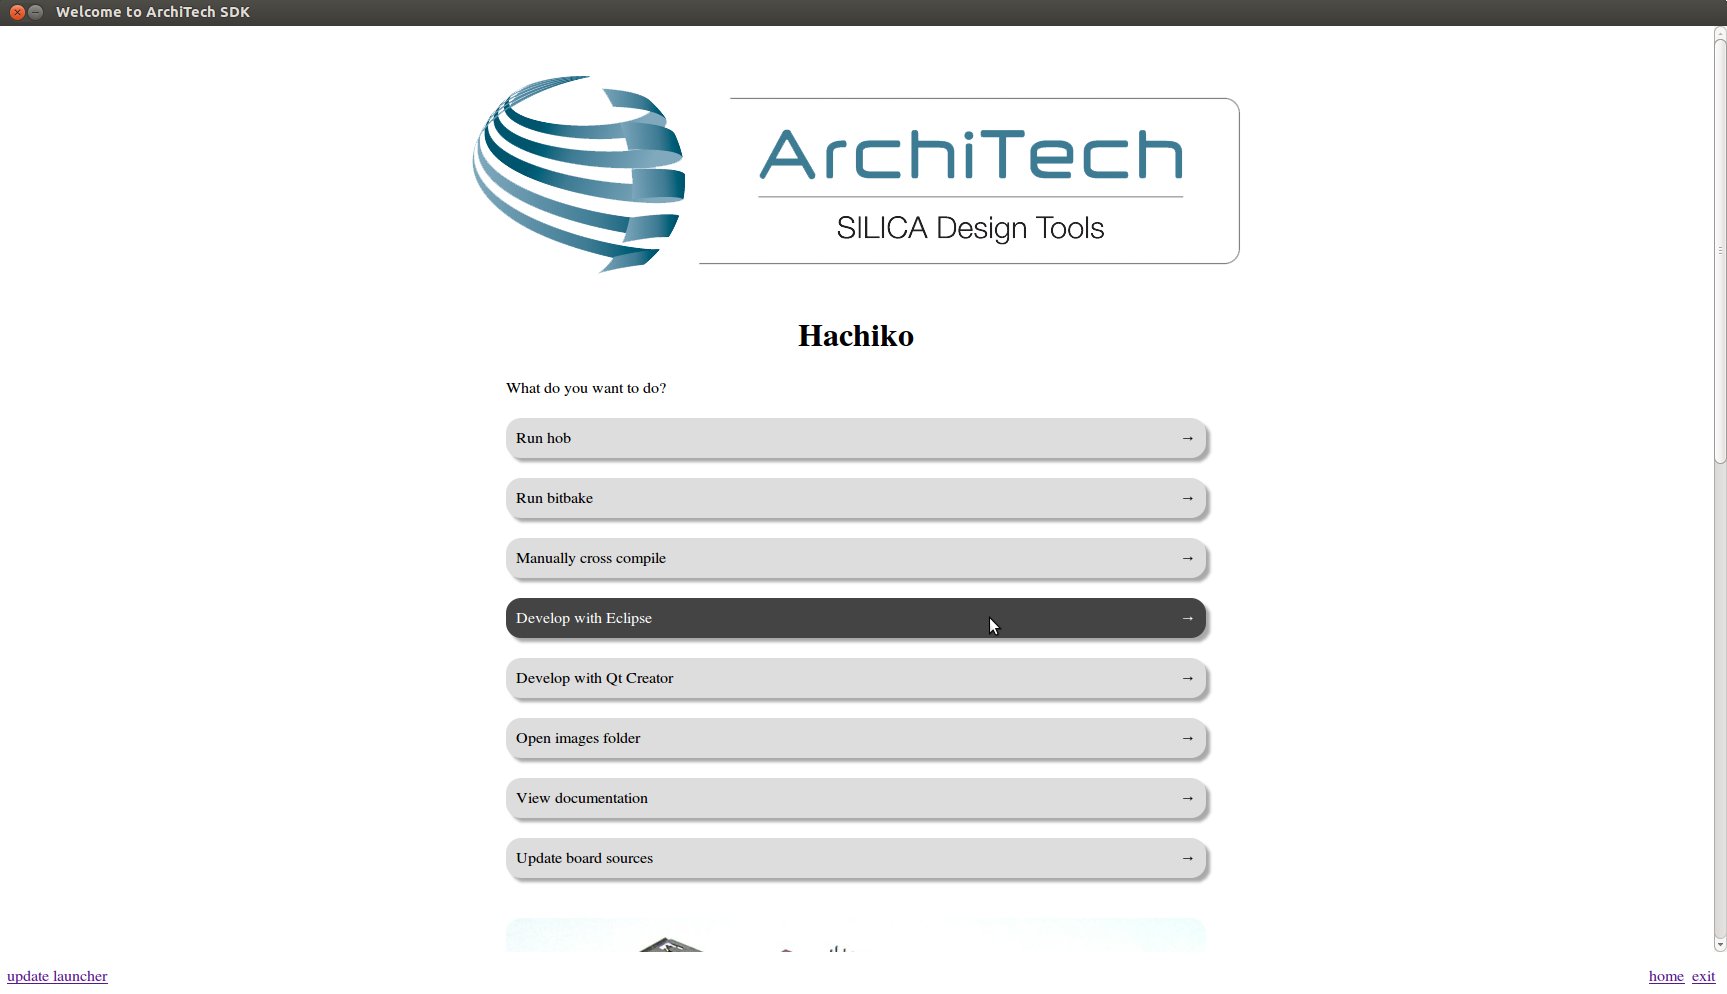 Welcome to ArchiTech SDK
ArchiTech
SILICA Design Tools
Hachiko
What do you want to do?
Run hob →
Run bitbake →
Manually cross compile →
Develop with Eclipse →
Develop with Qt Creator →
Open images folder →
View documentation →
Update board sources →
update launcher
home exit